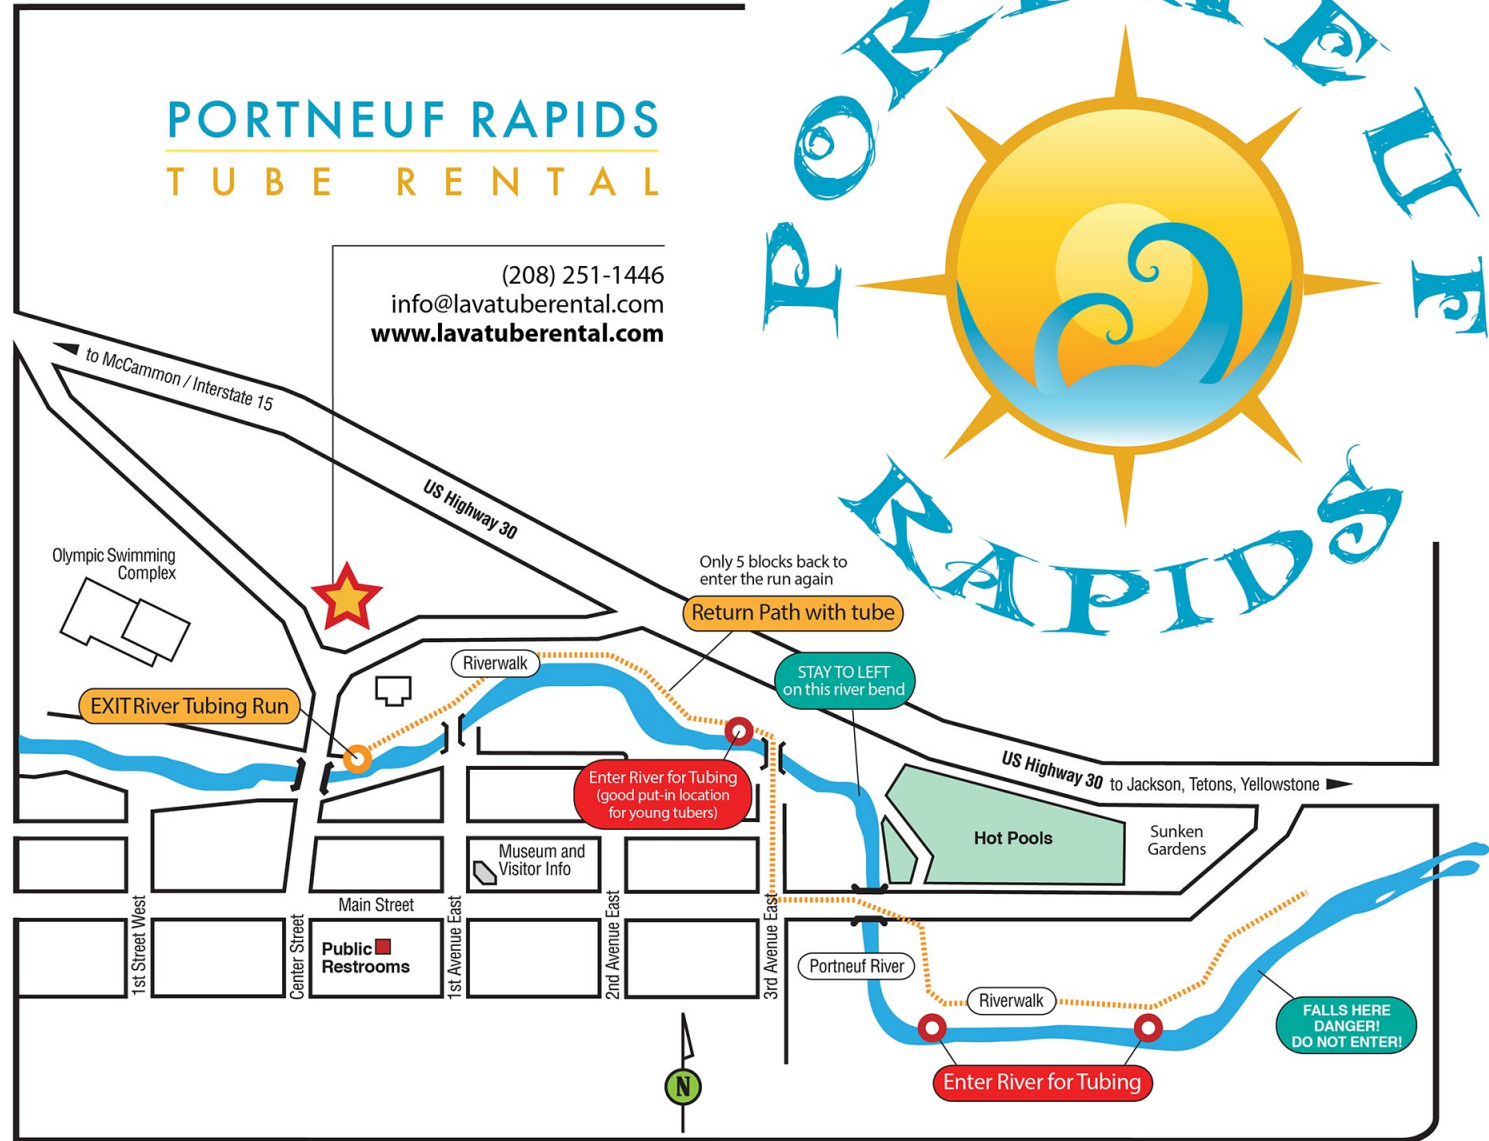 PORTNEUF RAPIDS
TUBE RENTAL
(208) 251-1446
info@lavatuberental.com
www.lavatuberental.com
PORTNEUF
RAPIDS
to McCammon / Interstate 15
US Highway 30
Olympic Swimming
Complex
Only 5 blocks back to
enter the run again
Return Path with tube
Riverwalk
STAY TO LEFT
on this river bend
EXIT River Tubing Run
Enter River for Tubing
(good put-in location
for young tubers)
US Highway 30 to Jackson, Tetons, Yellowstone
Hot Pools
Sunken
Gardens
Museum and
Visitor Info
Main Street
Public
Restrooms
1st Street West
Center Street
1st Avenue East
2nd Avenue East
3rd Avenue East
Portneuf River
Riverwalk
FALLS HERE
DANGER!
DO NOT ENTER!
Enter River for Tubing
N